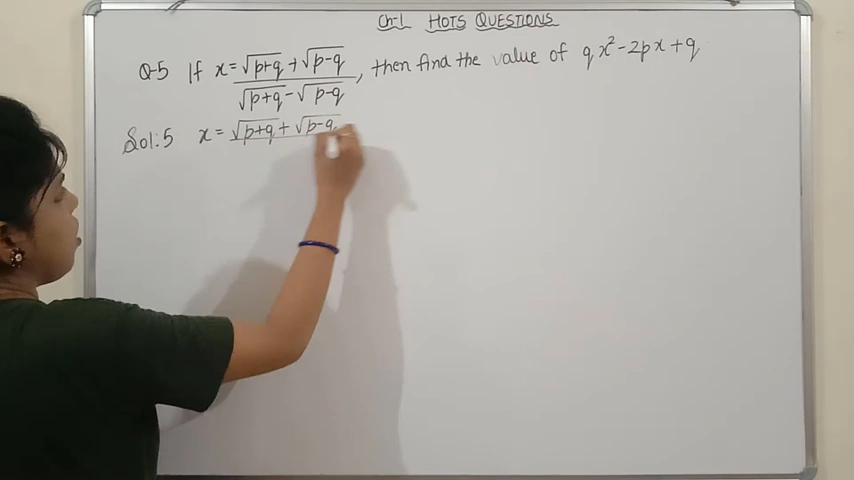 Ch-1 HOTS QUESTIONS
Q-5 If x = √p+q + √p-q / √p+q - √p-q , then find the value of qx² - 2px + q
Sol:5 x = √p+q + √p-q